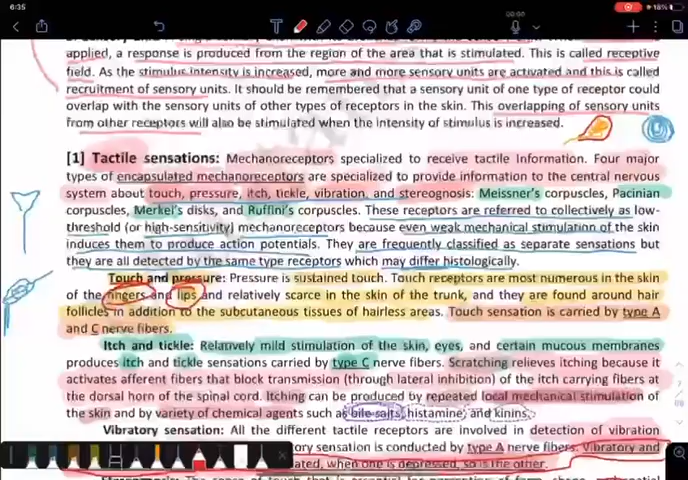 6:35
00:00
18%
applied, a response is produced from the region of the area that is stimulated. This is called receptive
field. As the stimulus intensity is increased, more and more sensory units are activated and this is called
recruitment of sensory units. It should be remembered that a sensory unit of one type of receptor could
overlap with the sensory units of other types of receptors in the skin. This overlapping of sensory units
from other receptors will also be stimulated when the intensity of stimulus is increased.
[1] Tactile sensations: Mechanoreceptors specialized to receive tactile information. Four major
types of encapsulated mechanoreceptors are specialized to provide information to the central nervous
system about touch, pressure, itch, tickle, vibration, and stereognosis: Meissner's corpuscles, Pacinian
corpuscles, Merkel's disks, and Ruffini's corpuscles. These receptors are referred to collectively as low-
threshold (or high-sensitivity) mechanoreceptors because even weak mechanical stimulation of the skin
induces them to produce action potentials. They are frequently classified as separate sensations but
they are all detected by the same type receptors which may differ histologically.
Touch and pressure: Pressure is sustained touch. Touch receptors are most numerous in the skin
of the fingers and lips and relatively scarce in the skin of the trunk, and they are found around hair
follicles in addition to the subcutaneous tissues of hairless areas. Touch sensation is carried by type A
and C nerve fibers.
Itch and tickle: Relatively mild stimulation of the skin, eyes, and certain mucous membranes
produces itch and tickle sensations carried by type C nerve fibers. Scratching relieves itching because it
activates afferent fibers that block transmission (through lateral inhibition) of the itch carrying fibers at
the dorsal horn of the spinal cord. Itching can be produced by repeated local mechanical stimulation of
the skin and by variety of chemical agents such as bile salts, histamine, and kinins.
Vibratory sensation: All the different tactile receptors are involved in detection of vibration
sensation is conducted by type A nerve fibers. Vibratory and
when one is depressed, so is the other.